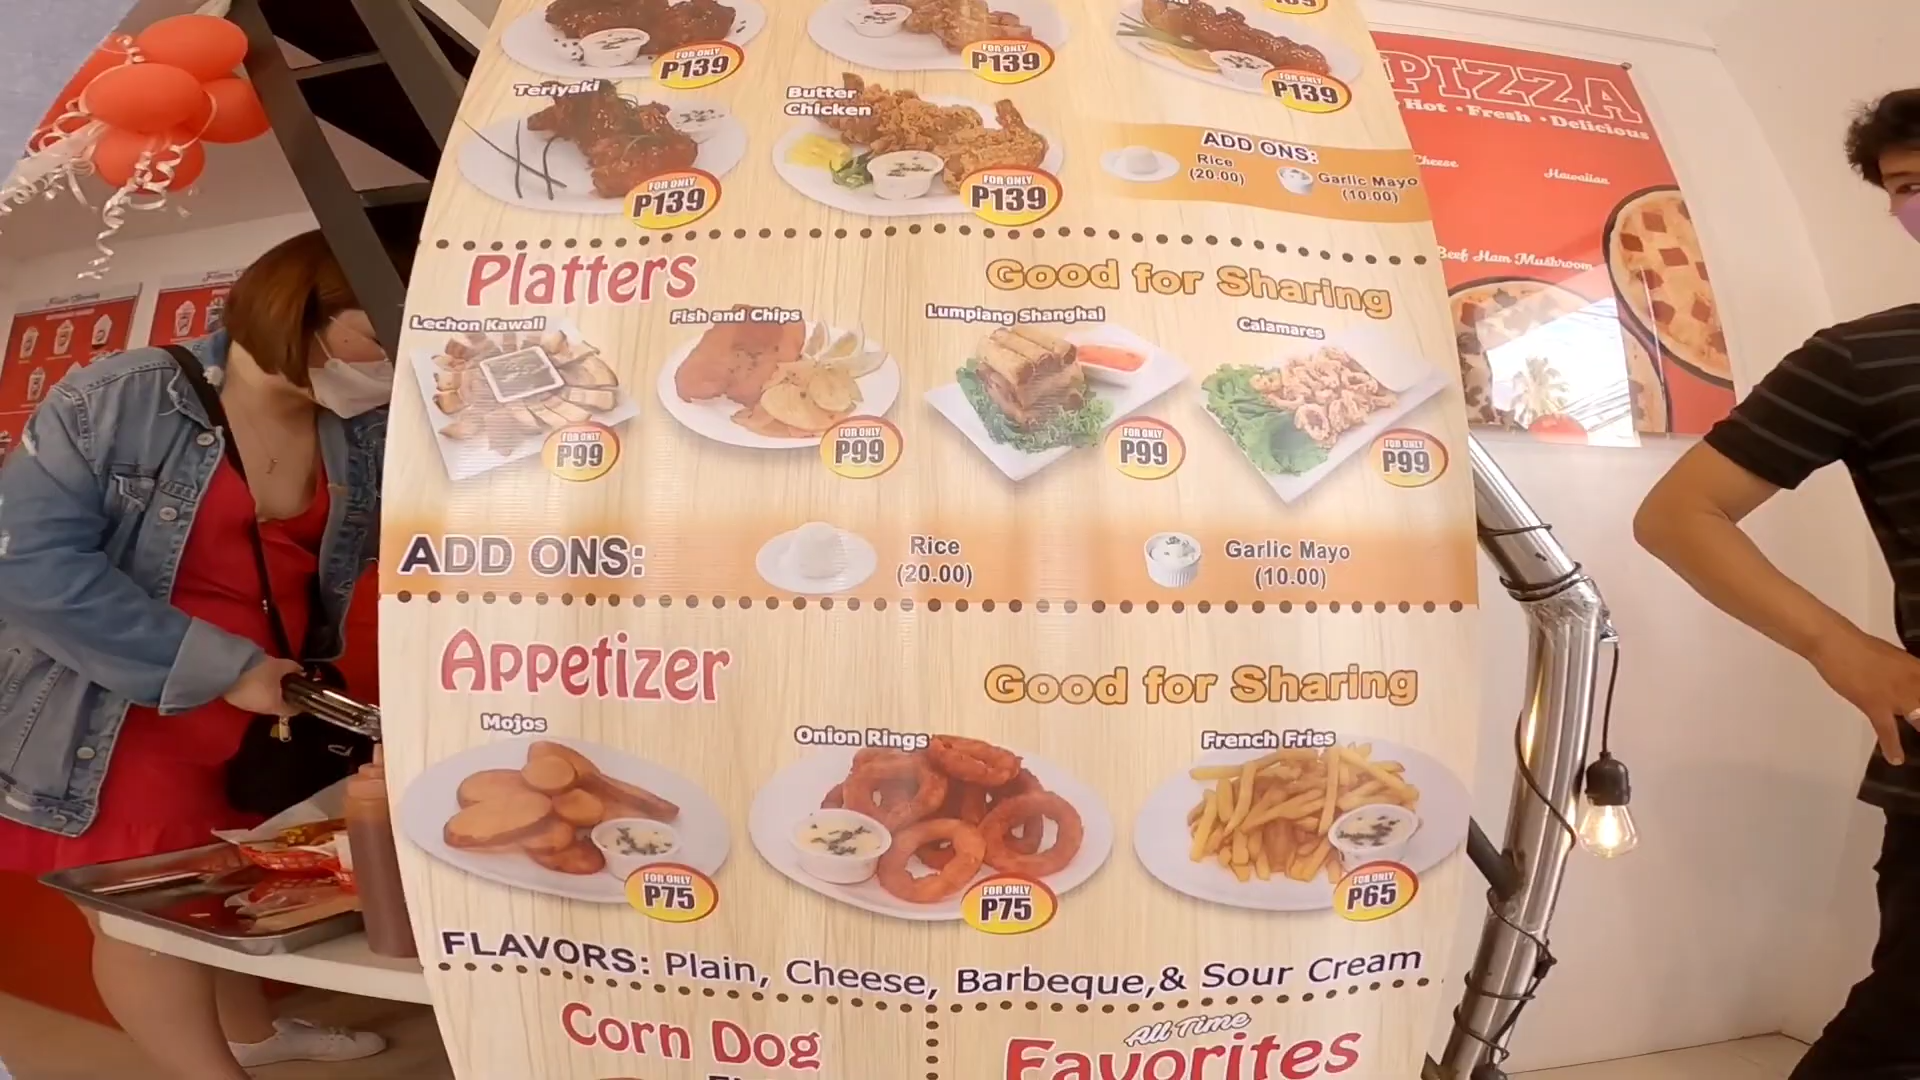 FOR ONLY
P139
FOR ONLY
P139
FOR ONLY
P139
Teriyaki
FOR ONLY
P139
Butter
Chicken
FOR ONLY
P139
ADD ONS:
Rice
(20.00)
Garlic Mayo
(10.00)
Platters
Good for Sharing
Lechon Kawali
FOR ONLY
P99
Fish and Chips
FOR ONLY
P99
Lumpiang Shanghai
FOR ONLY
P99
Calamares
FOR ONLY
P99
ADD ONS:
Rice
(20.00)
Garlic Mayo
(10.00)
Appetizer
Good for Sharing
Mojos
FOR ONLY
P75
Onion Rings
FOR ONLY
P75
French Fries
FOR ONLY
P65
FLAVORS: Plain, Cheese, Barbeque,& Sour Cream
Corn Dog
All Time
Favorites
PIZZA
Hot • Fresh • Delicious
Cheese
Hawaiian
Beef Ham Mushroom